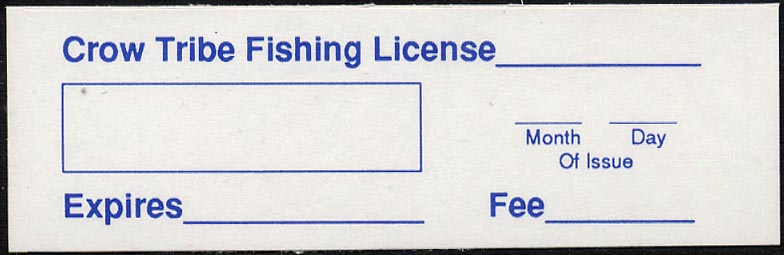 Crow Tribe Fishing License
Month Day
Of Issue
Expires Fee